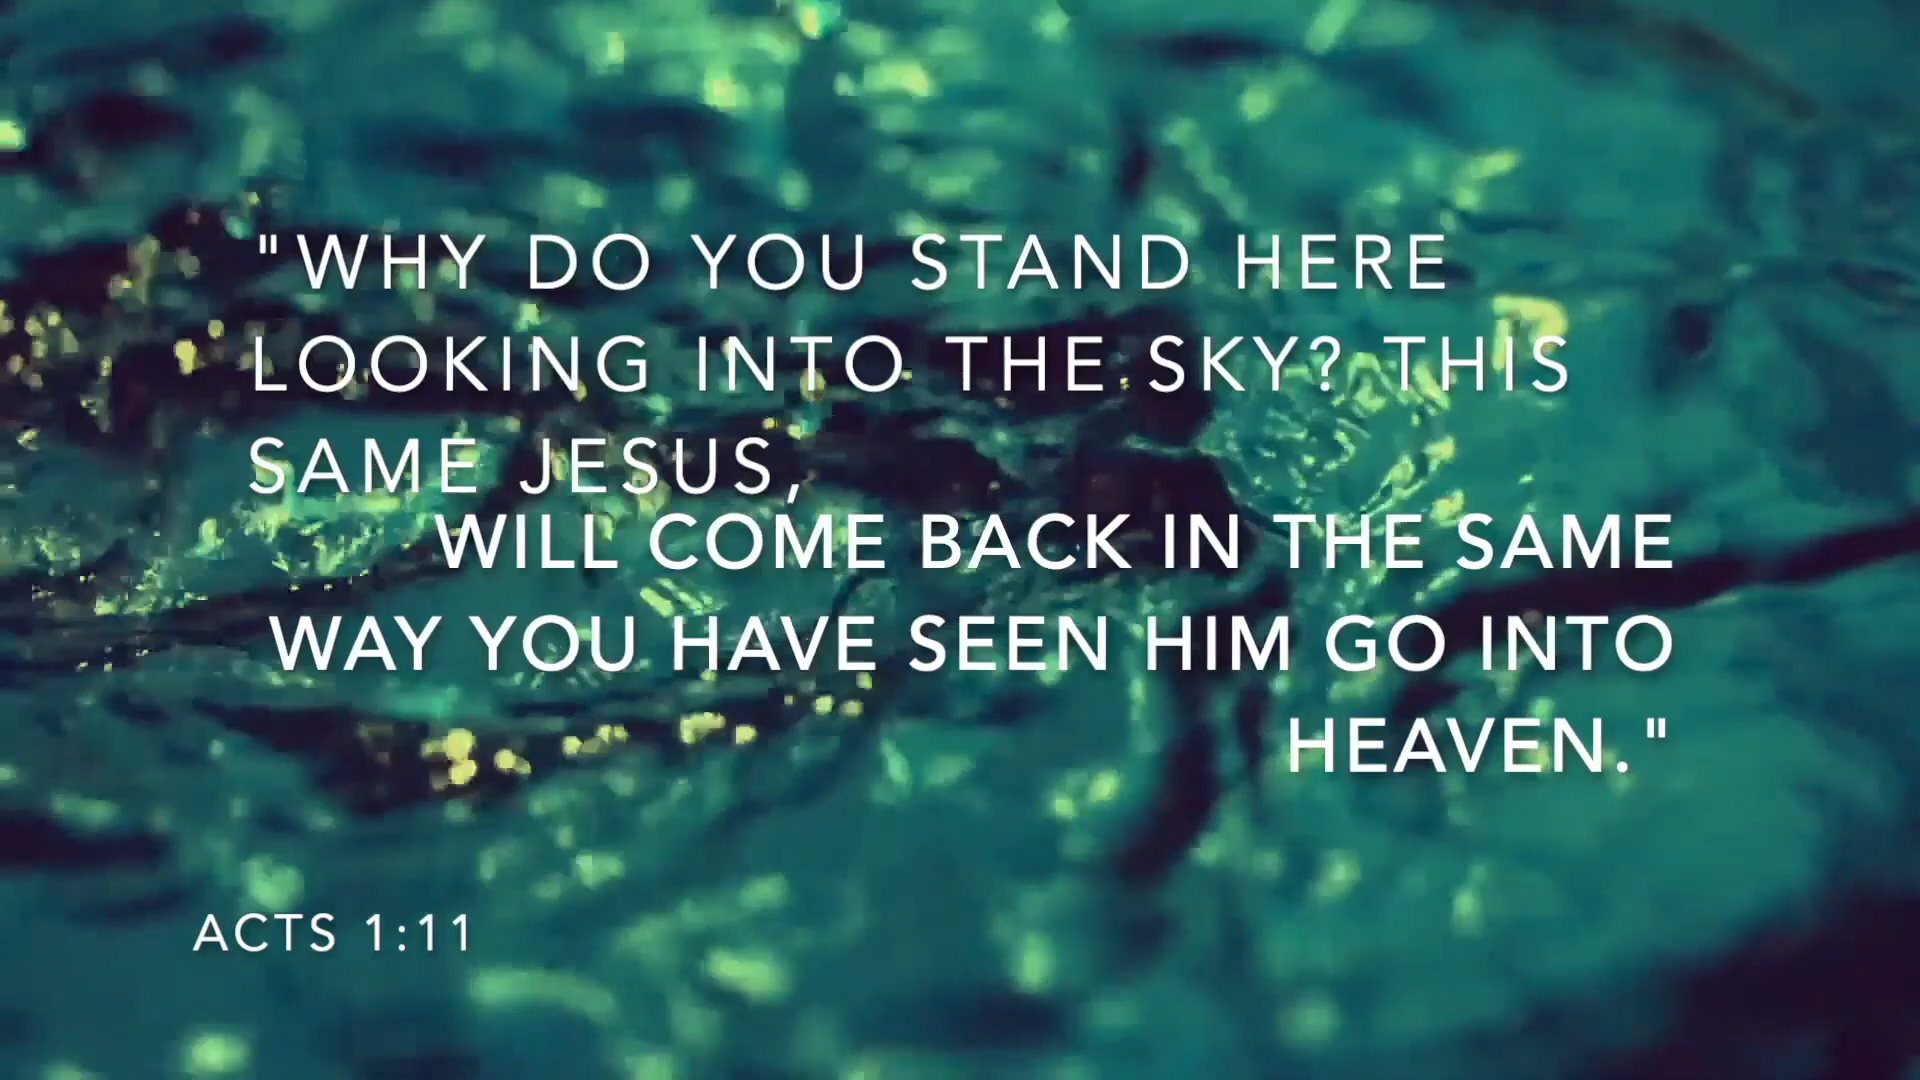 "WHY DO YOU STAND HERE
LOOKING INTO THE SKY? THIS
SAME JESUS,
WILL COME BACK IN THE SAME
WAY YOU HAVE SEEN HIM GO INTO
HEAVEN."
ACTS 1:11